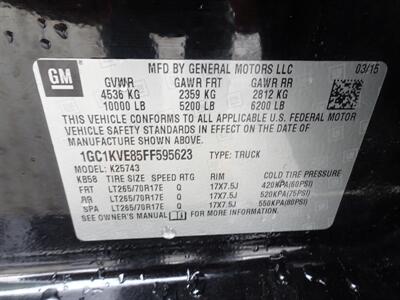 GM
MFD BY GENERAL MOTORS LLC
03/15
GVWR GAWR FRT GAWR RR
4536 KG 2359 KG 2812 KG
10000 LB 5200 LB 6200 LB
THIS VEHICLE CONFORMS TO ALL APPLICABLE
U.S. FEDERAL MOTOR
VEHICLE SAFETY STANDARDS IN EFFECT ON THE DATE OF
MANUFACTURE SHOWN ABOVE.
1GC1KVE85FF595623 TYPE: TRUCK
MODEL: K25743
KB58 TIRE SIZE SPEED RTG RIM COLD TIRE PRESSURE
FRT LT265/70R17E Q 17X7.5J 420KPA(60PSI)
RR LT265/70R17E Q 17X7.5J 520KPA(75PSI)
SPA LT265/70R17E Q 17X7.5J 550KPA(80PSI)
SEE OWNER'S MANUAL FOR MORE INFORMATION.